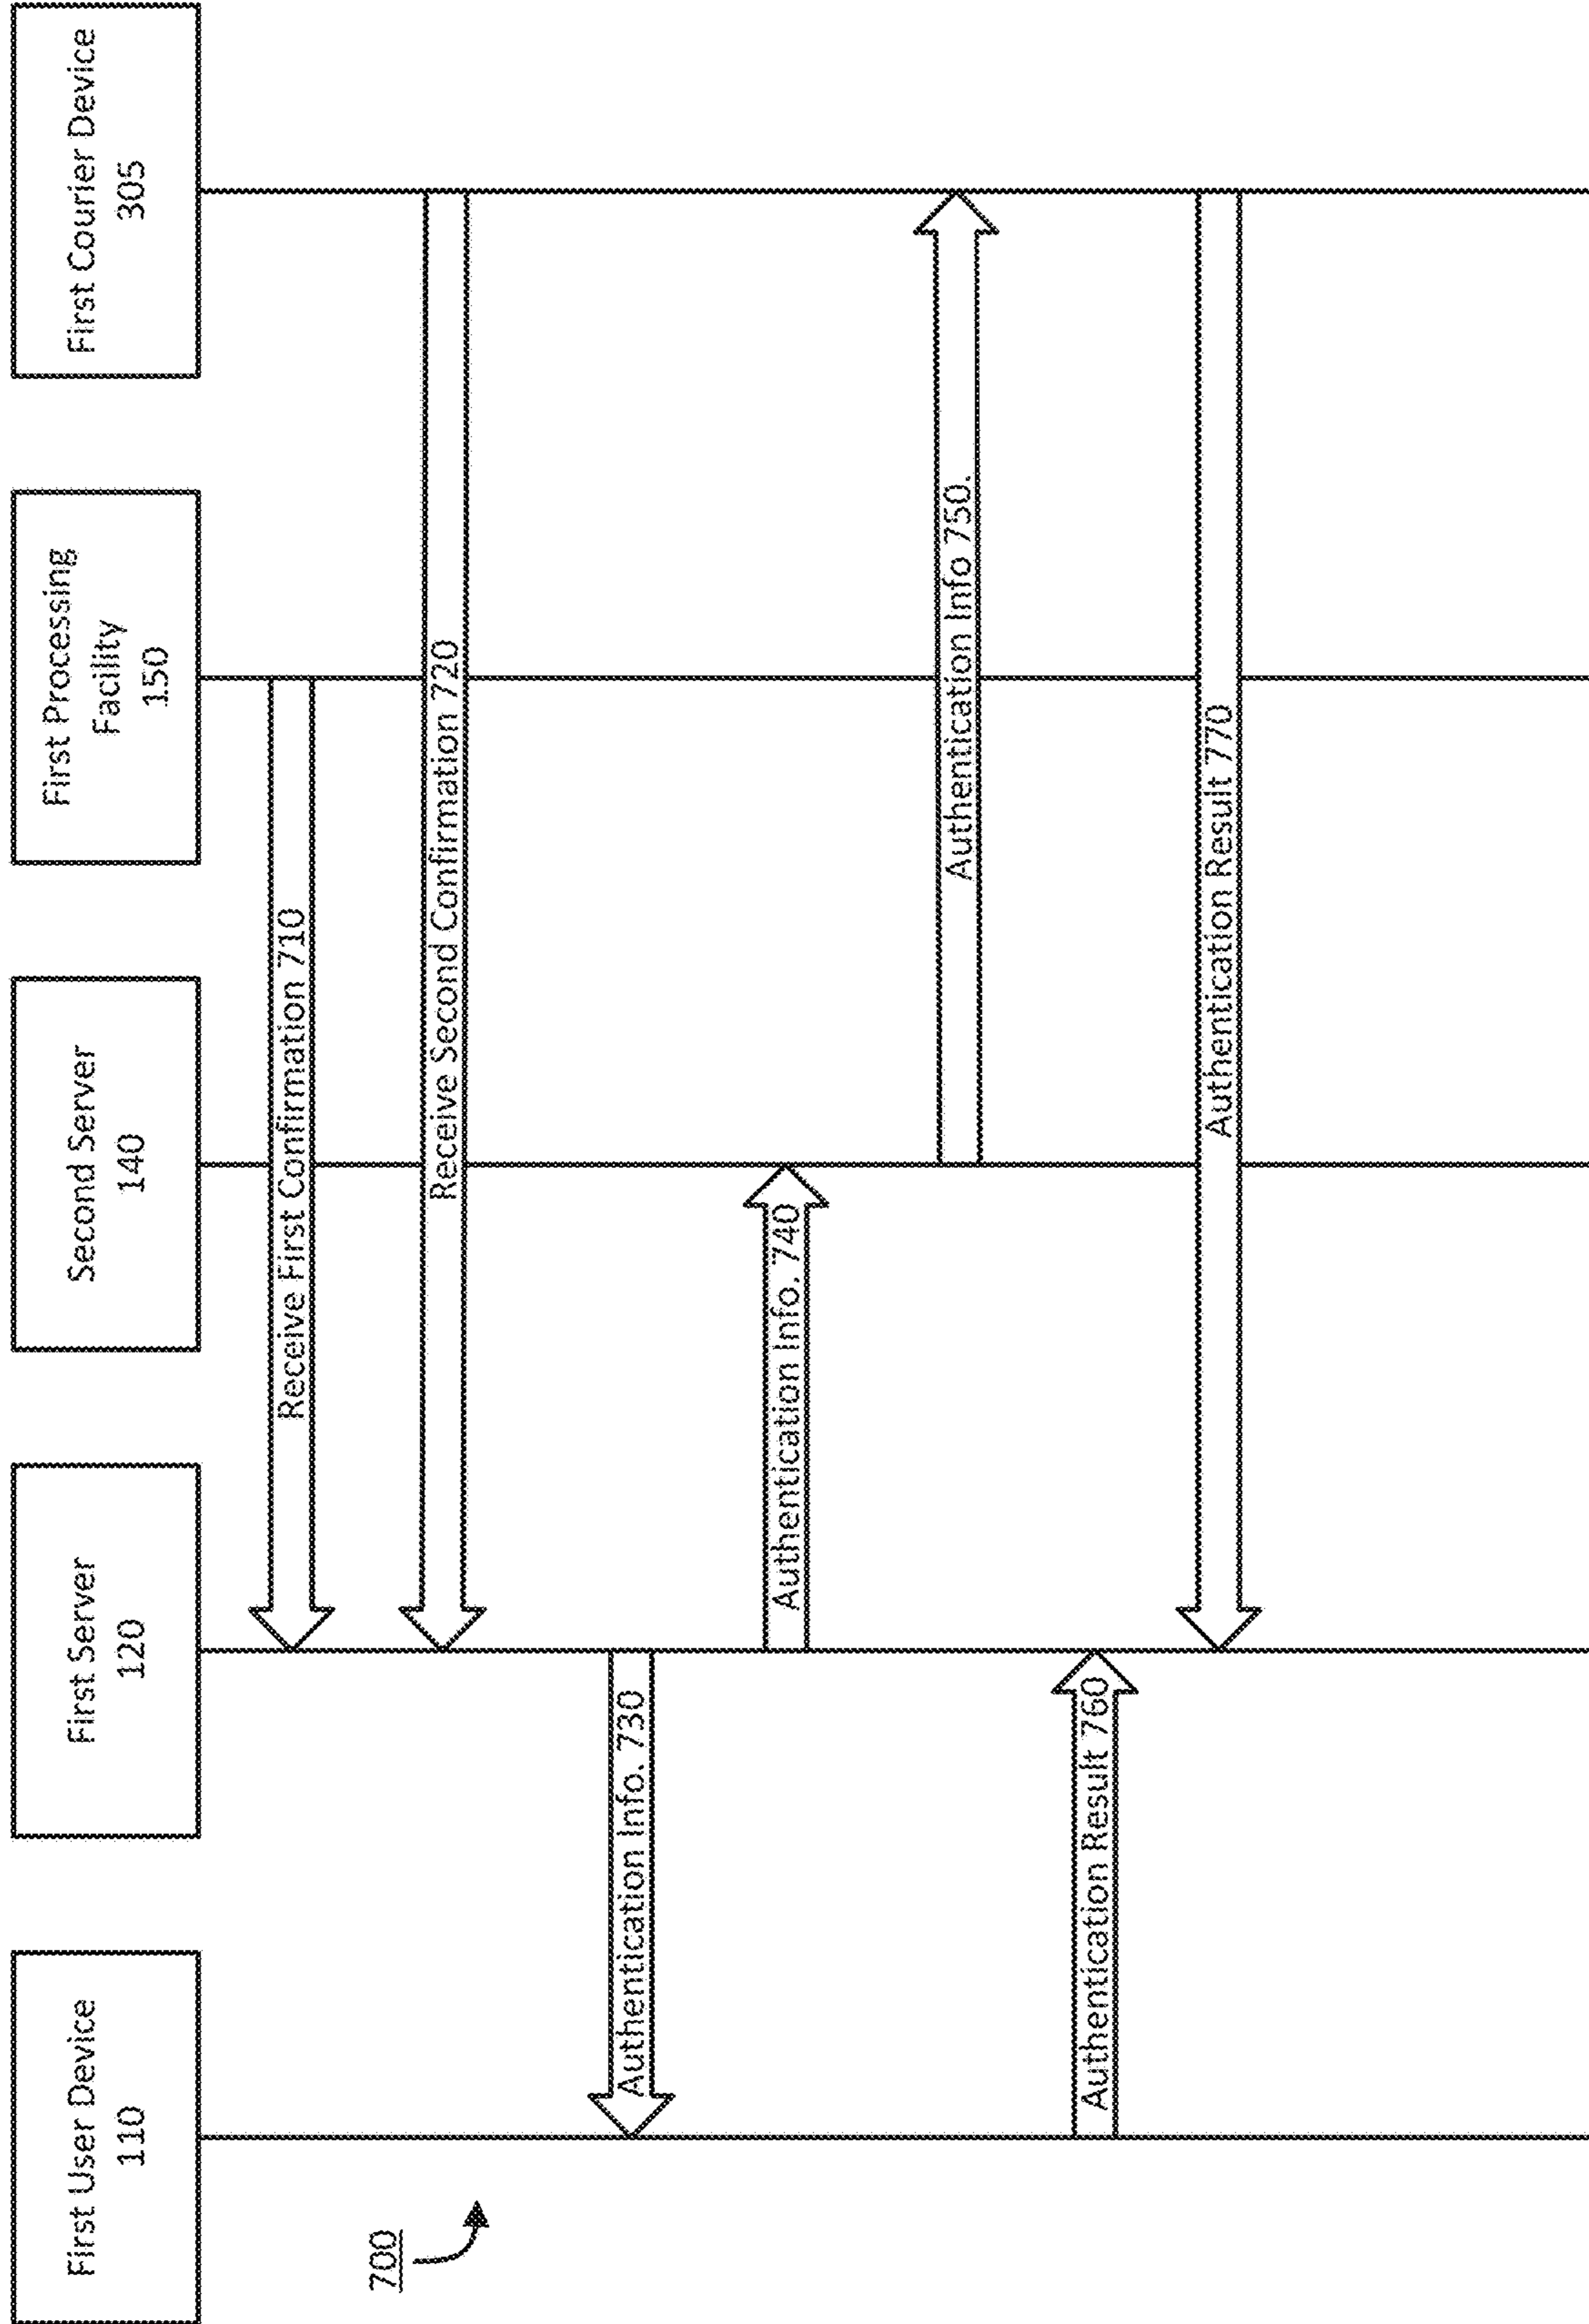 First User Device
110
First Server
120
Second Server
140
First Processing
Facility
150
First Courier Device
305
Receive First Confirmation 710
700
Receive Second Confirmation 720
Authentication Info. 730
Authentication Info. 740
Authentication Info 750.
Authentication Result 760
Authentication Result 770